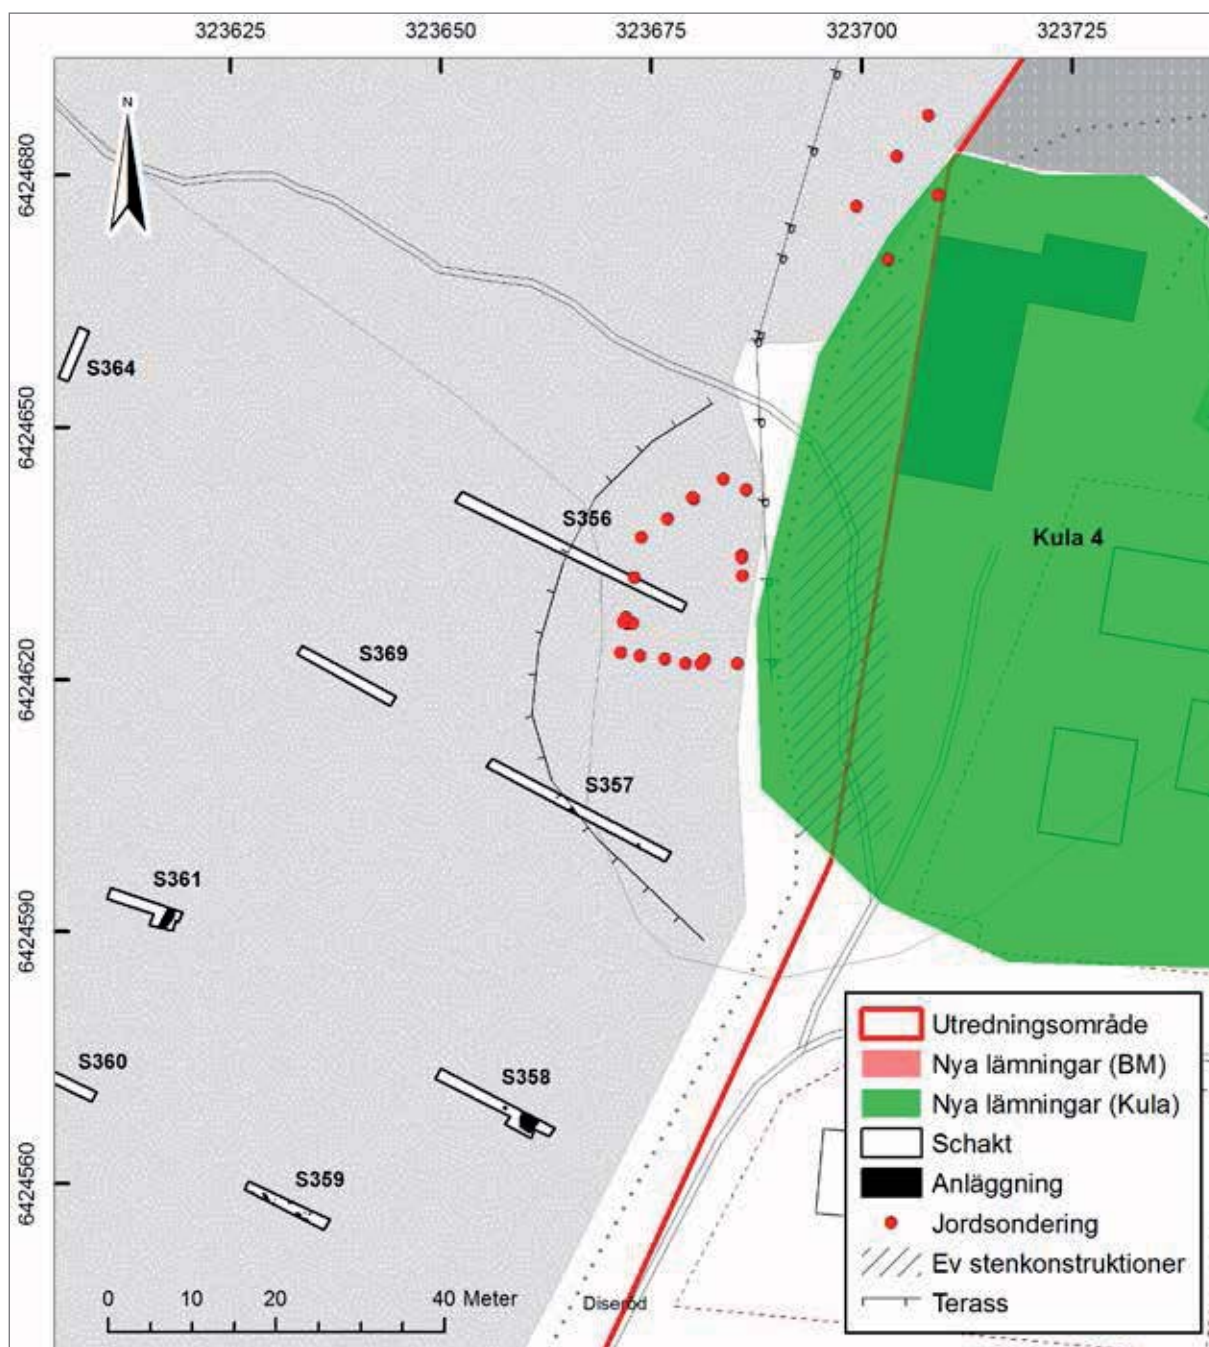 323625 323650 323675 323700 323725
N
6424680
S364
6424650
S356
Kula 4
6424620
S369
S357
S361
6424590
Utredningsområde
Nya lämningar (BM)
Nya lämningar (Kula)
Schakt
Anläggning
Jordsondering
Ev stenkonstruktioner
Terass
S360
S358
6424560
S359
0 10 20 40 Meter
Diseröd